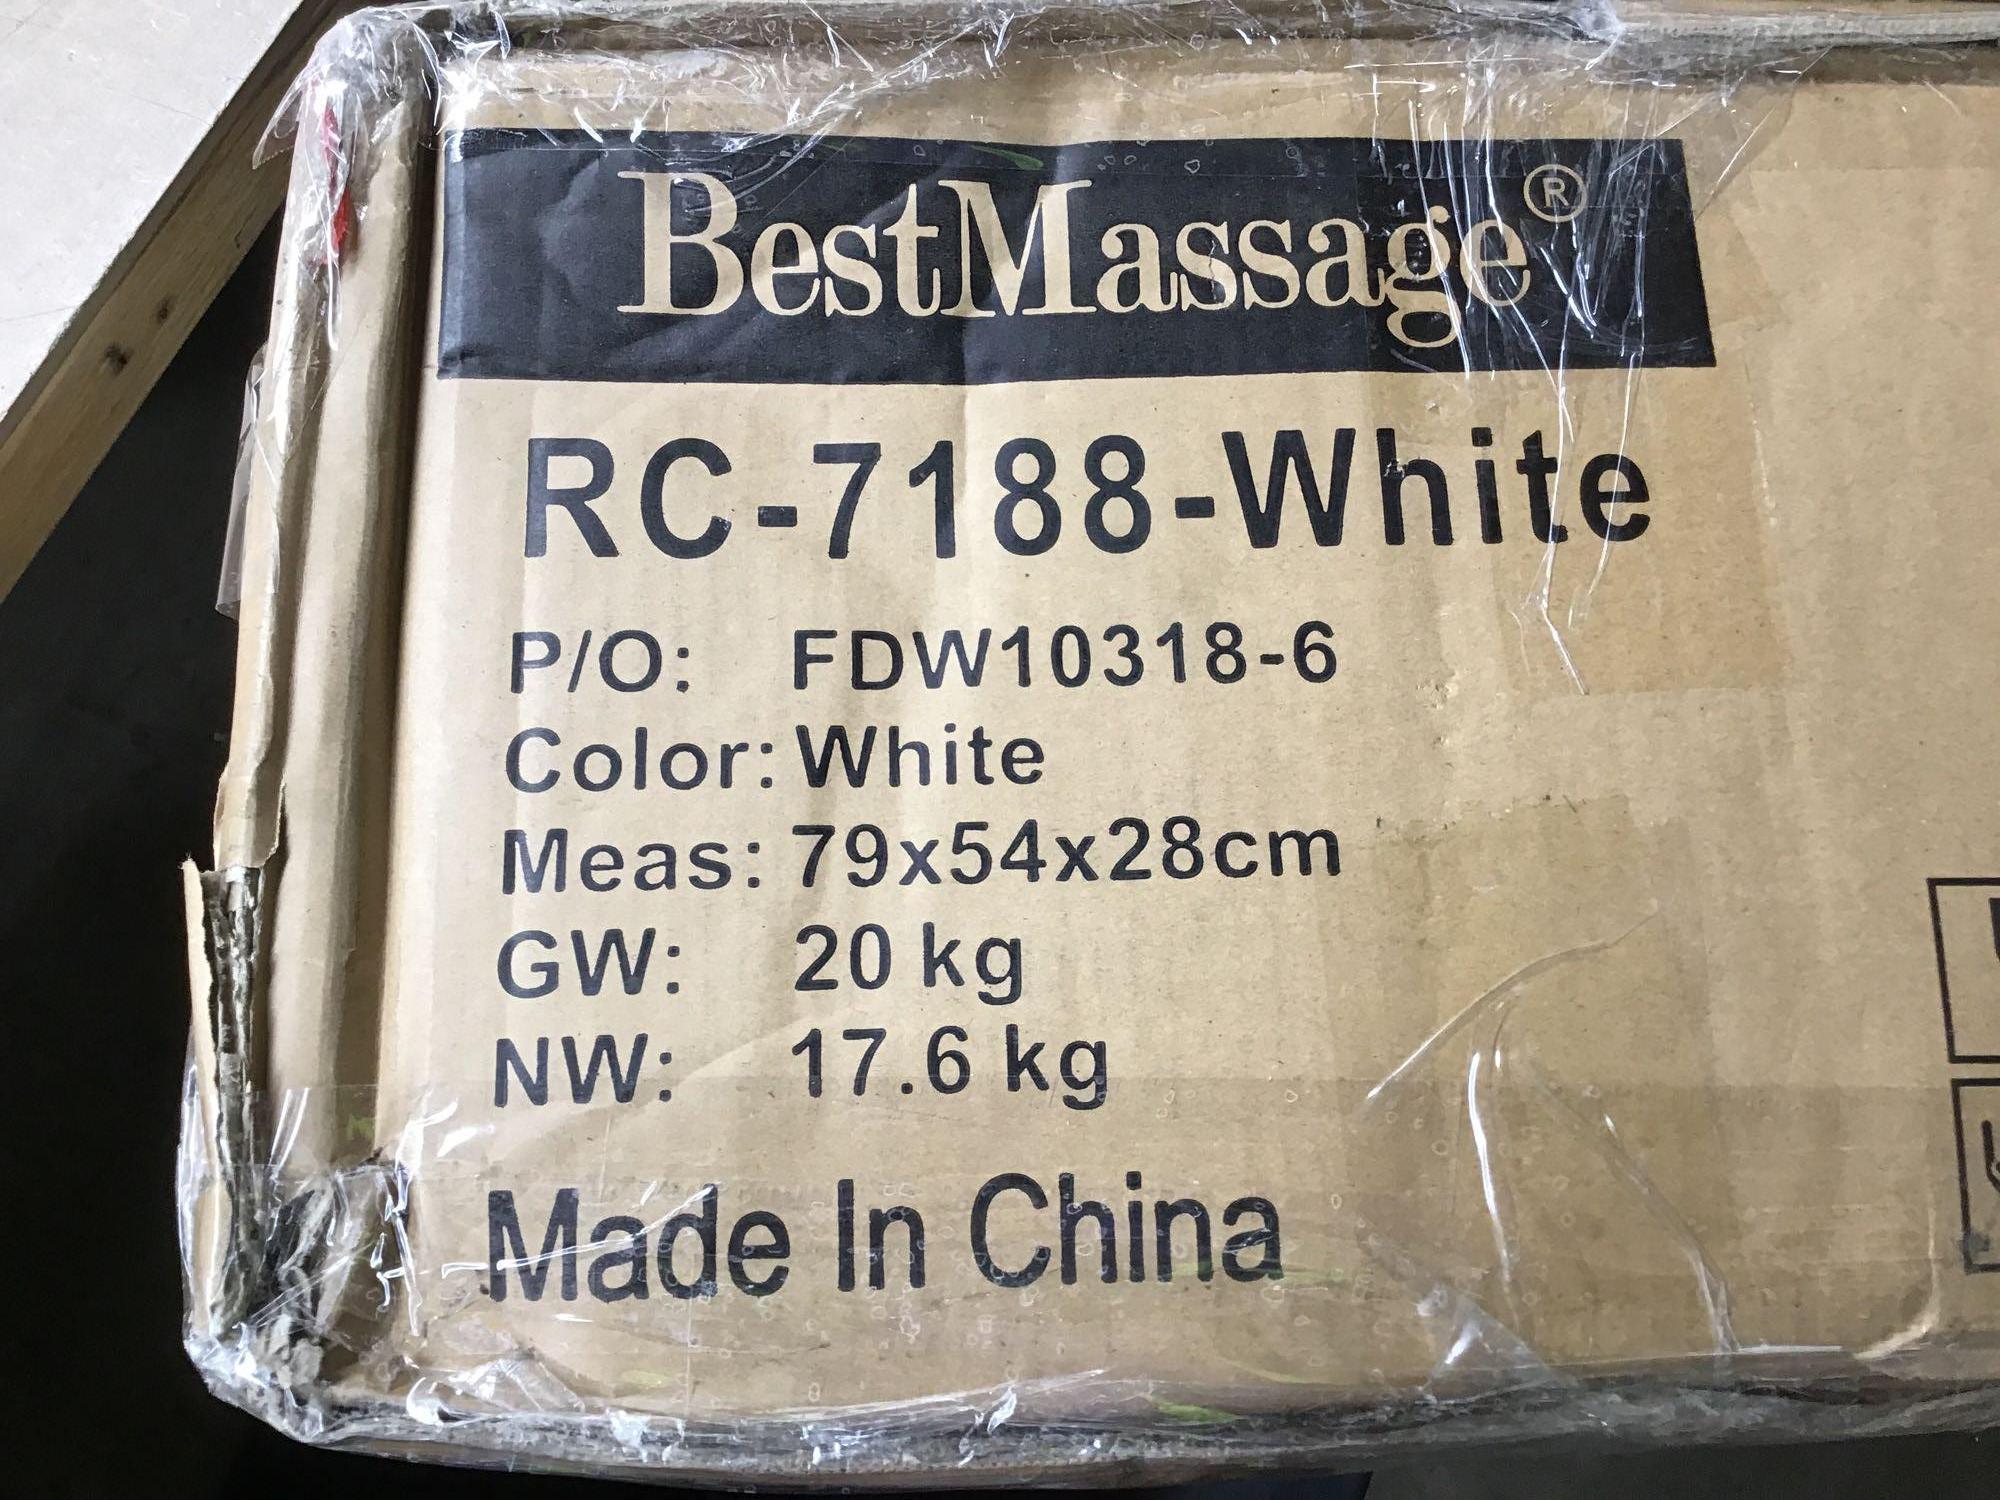 BestMassage®
RC-7188-White
P/O: FDW10318-6
Color: White
Meas: 79x54x28cm
GW: 20 kg
NW: 17.6 kg
Made In China